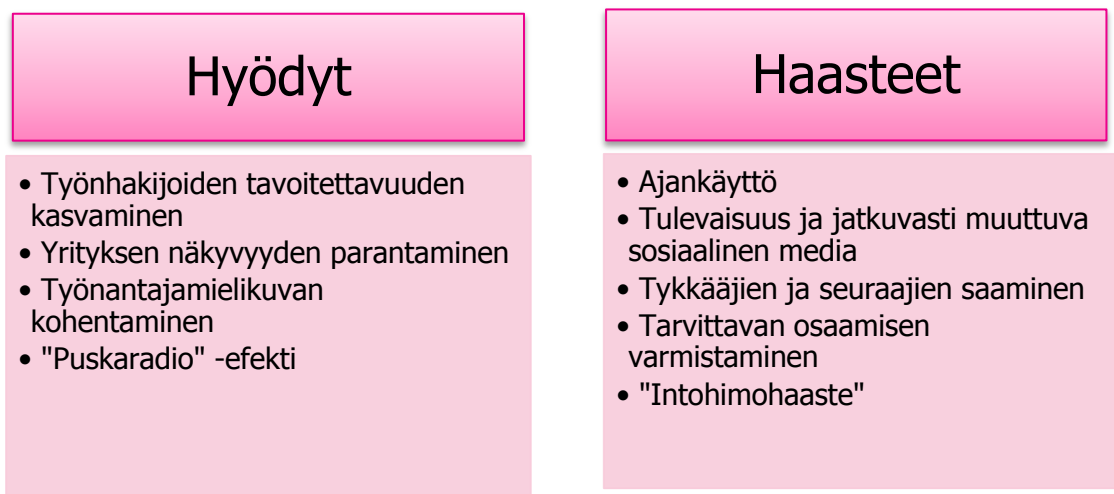 Hyödyt
• Työnhakijoiden tavoitettavuuden
kasvaminen
• Yrityksen näkyvyyden parantaminen
• Työnantajamielikuvan
kohentaminen
• "Puskaradio" -efekti
Haasteet
• Ajankäyttö
• Tulevaisuus ja jatkuvasti muuttuva
sosiaalinen media
• Tykkääjien ja seuraajien saaminen
• Tarvittavan osaamisen
varmistaminen
• "Intohimohaaste"